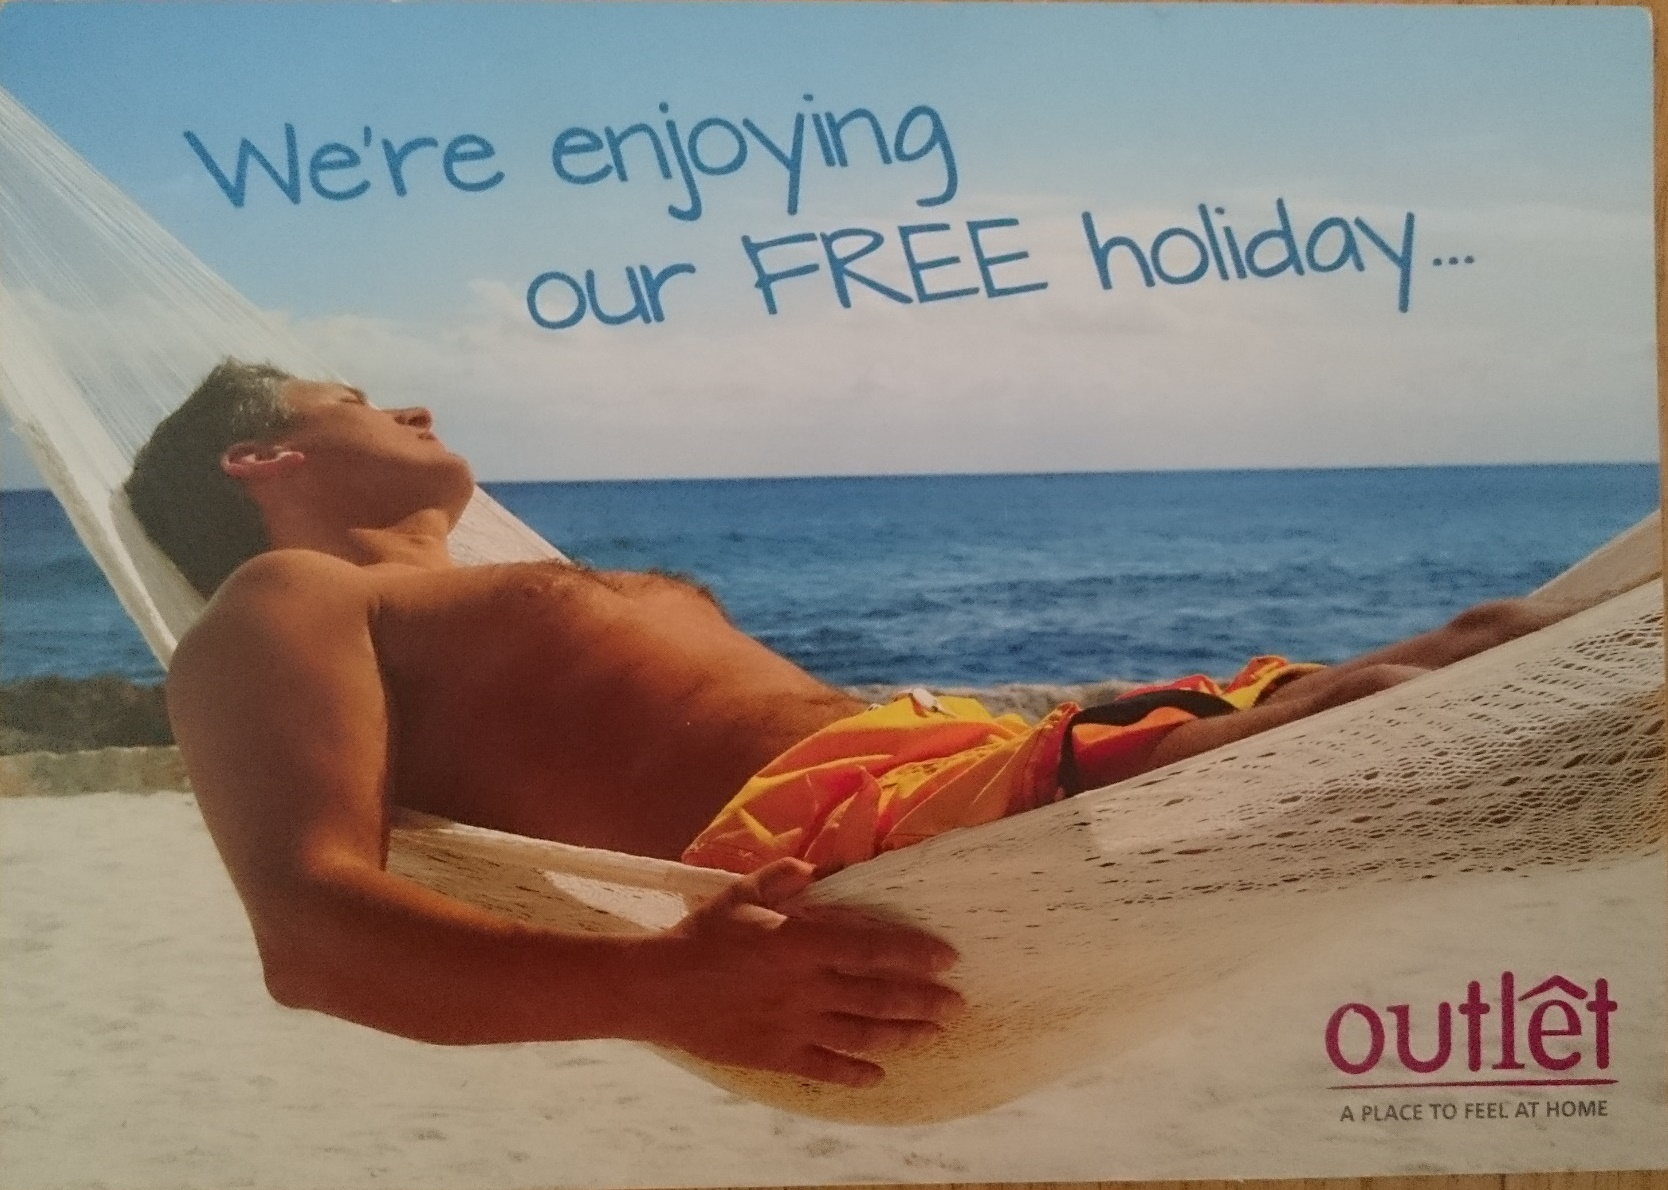 We're enjoying
our FREE holiday...
outlêt
A PLACE TO FEEL AT HOME